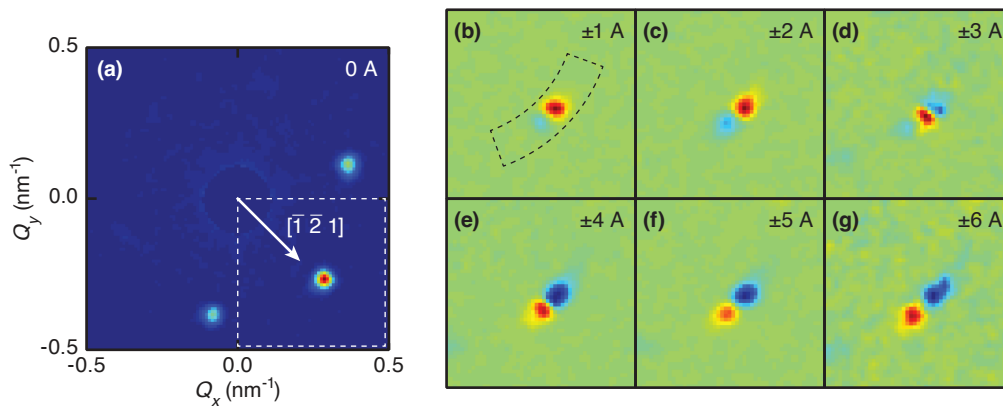 (a) 0 A
0.5
0.0
-0.5
Q_y (nm⁻¹)
[1̅ 2̅ 1]
-0.5 0.0 0.5
Q_x (nm⁻¹)
(b) ±1 A
(c) ±2 A
(d) ±3 A
(e) ±4 A
(f) ±5 A
(g) ±6 A